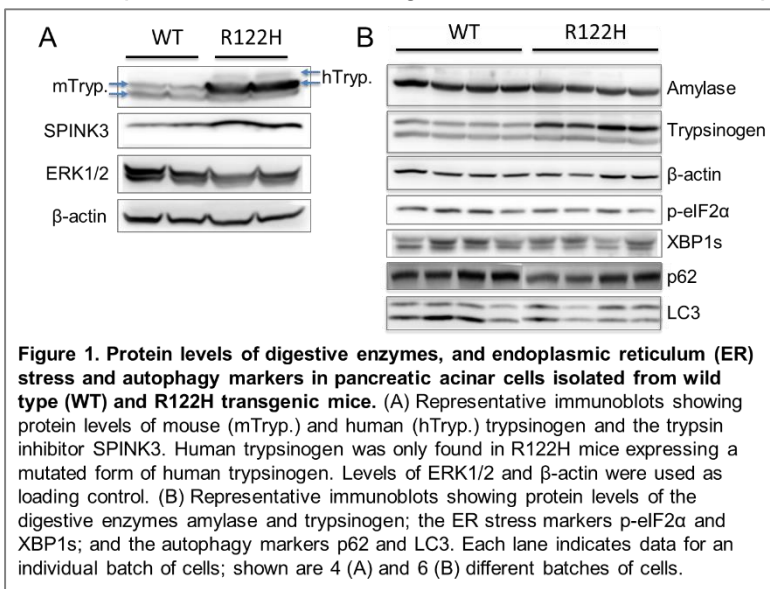 A
B
WT R122H
WT R122H
mTryp.
hTryp.
SPINK3
ERK1/2
β-actin
Amylase
Trypsinogen
β-actin
p-eIF2α
XBP1s
p62
LC3
Figure 1. Protein levels of digestive enzymes, and endoplasmic reticulum (ER)
stress and autophagy markers in pancreatic acinar cells isolated from wild
type (WT) and R122H transgenic mice. (A) Representative immunoblots showing
protein levels of mouse (mTryp.) and human (hTryp.) trypsinogen and the trypsin
inhibitor SPINK3. Human trypsinogen was only found in R122H mice expressing a
mutated form of human trypsinogen. Levels of ERK1/2 and β-actin were used as
loading control. (B) Representative immunoblots showing protein levels of the
digestive enzymes amylase and trypsinogen; the ER stress markers p-eIF2α and
XBP1s; and the autophagy markers p62 and LC3. Each lane indicates data for an
individual batch of cells; shown are 4 (A) and 6 (B) different batches of cells.